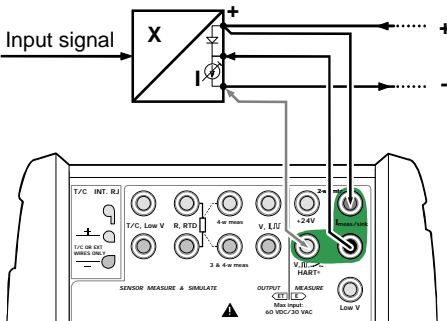 +
+
Input signal
X
I
-
T/C INT. RJ
2-w
+24V
I meas./sink
T/C, Low V
R, RTD
4-w meas
V,
T/C OR EXT
WIRES ONLY
+
−
3 & 4-w meas
HART®
SENSOR MEASURE & SIMULATE
OUTPUT MEASURE
ET E
Low V
Max input:
60 VDC/30 VAC